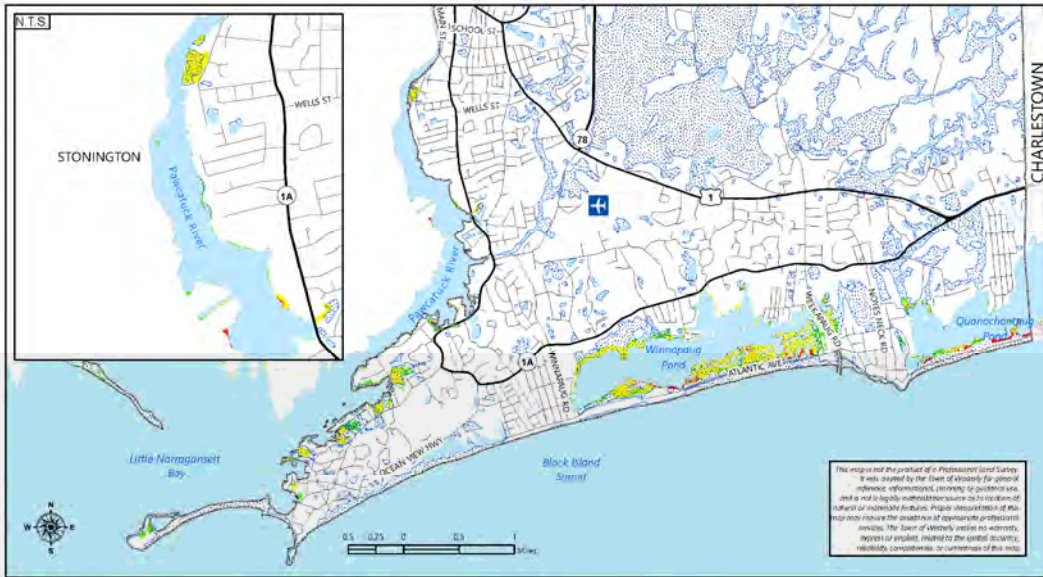 N.T.S.
MAIN ST
SCHOOL ST
WELLS ST
WELLS ST
STONINGTON
CHARLESTOWN
78
1
1A
Pawcatuck River
Pawcatuck River
1A
WINNAPAUG RD
Winnapaug
Pond
ATLANTIC AVE
WEEKAPAUG RD
NOYES NECK RD
Quonochontaug
Pond
OCEAN VIEW HWY
Little Narragansett
Bay
Block Island
Sound
N
W E
S
0.5 0.25 0 0.5 1
Miles
This map is not the product of a Professional Land Survey.
It was created by the Town of Westerly for general
reference, informational, planning or guidance use,
and is not a legally authoritative source as to location of
natural or manmade features. Proper interpretation of this
map may require the assistance of appropriate professional
services. The Town of Westerly makes no warranty,
express or implied, related to the spatial accuracy,
reliability, completeness, or currentness of this map.